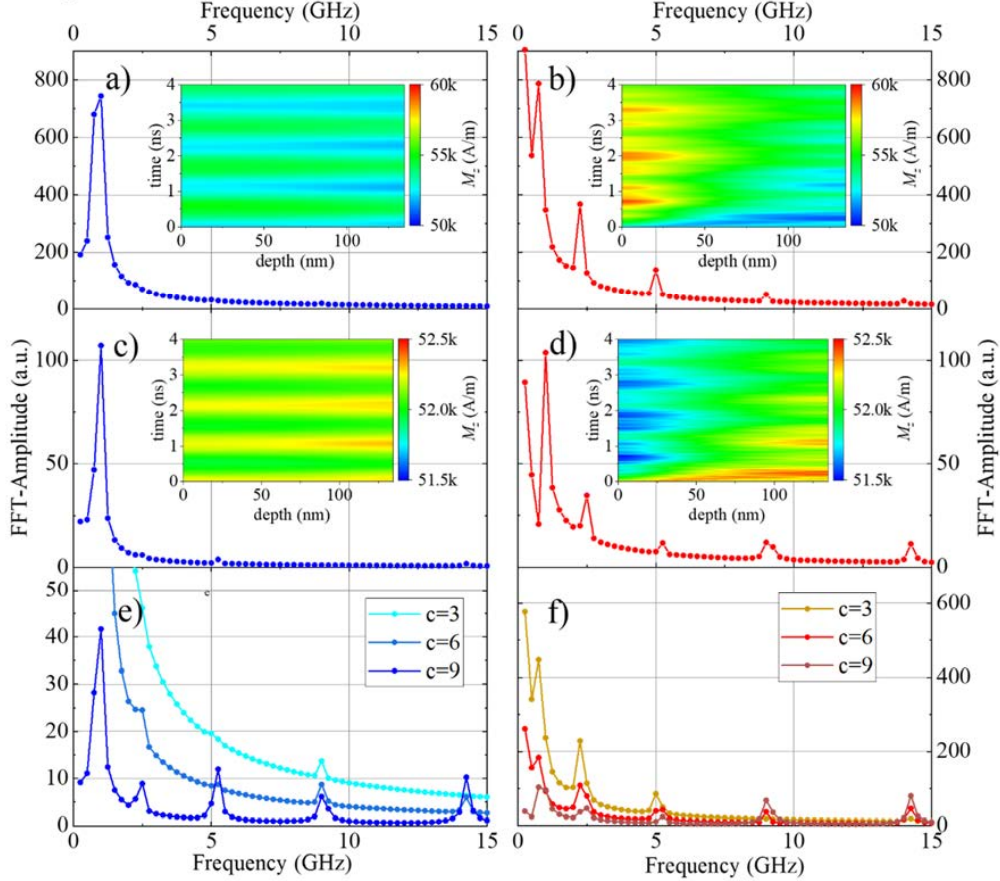 Frequency (GHz) Frequency (GHz)
0 5 10 15 0 5 10 15
a) b)
800 800
600 600
400 400
200 200
0 0
4 3 2 1 0
time (ns)
0 50 100
depth (nm)
60k 55k 50k
M_z (A/m)
4 3 2 1 0
time (ns)
0 50 100
depth (nm)
60k 55k 50k
M_z (A/m)
c) d)
100 100
50 50
0 0
4 3 2 1 0
time (ns)
0 50 100
depth (nm)
52.5k 52.0k 51.5k
M_z (A/m)
4 3 2 1 0
time (ns)
0 50 100
depth (nm)
52.5k 52.0k 51.5k
M_z (A/m)
FFT-Amplitude (a.u.)
FFT-Amplitude (a.u.)
e) f)
c
50 40 30 20 10 0
c=3
c=6
c=9
c=3
c=6
c=9
600 400 200 0
0 5 10 15 0 5 10 15
Frequency (GHz) Frequency (GHz)